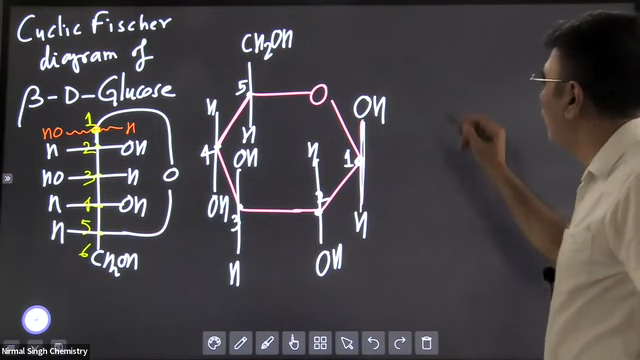 Cyclic Fischer
diagram of
β-D-Glucose
1
HO H
H 2 OH
HO 3 H
H 4 OH
H 5
O
6 CH₂OH
CH₂OH
5 O
H OH
H
4 OH H 1
OH 3 2 H
H OH
Nirmal Singh Chemistry